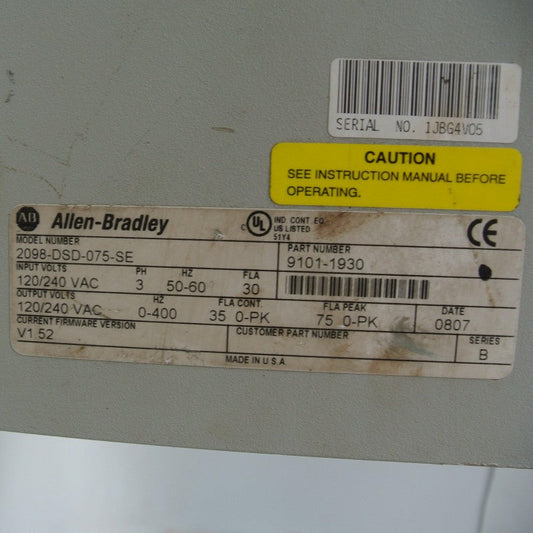 SERIAL NO. 1JBG4V05
CAUTION
SEE INSTRUCTION MANUAL BEFORE
OPERATING.
AB Allen-Bradley
c UL IND CONT EQ
US LISTED
51Y4
CE
MODEL NUMBER
2098-DSD-075-SE
PART NUMBER
9101-1930
INPUT VOLTS PH HZ FLA
120/240 VAC 3 50-60 30
OUTPUT VOLTS HZ FLA CONT. FLA PEAK DATE
120/240 VAC 0-400 35 0-PK 75 0-PK 0807
CURRENT FIRMWARE VERSION CUSTOMER PART NUMBER SERIES
V1.52 B
MADE IN U.S.A.